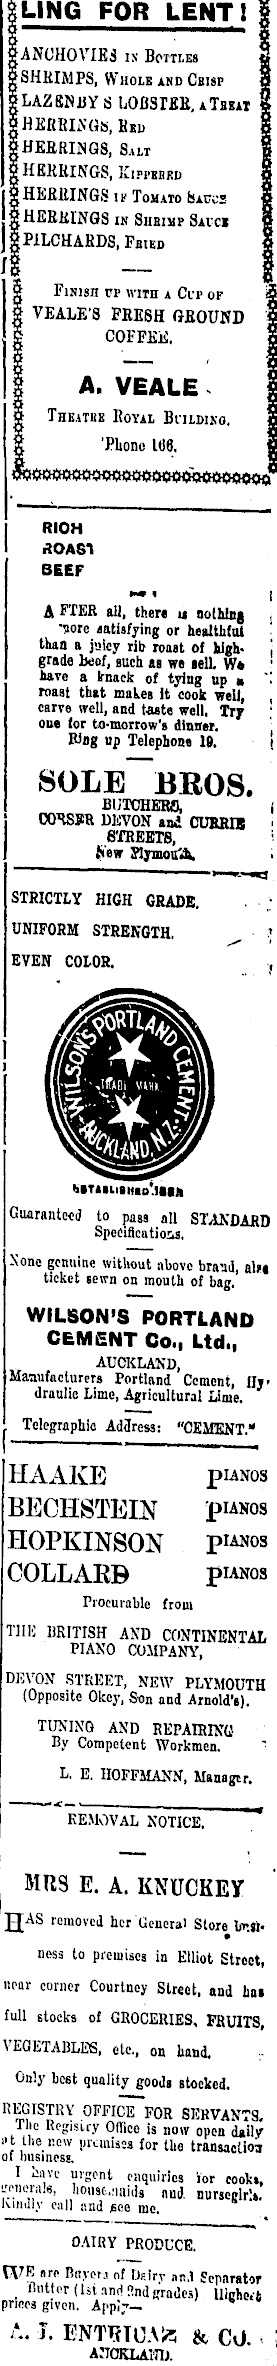 LING FOR LENT!
ANCHOVIES IN BOTTLES
SHRIMPS, WHOLE AND CRISP
LAZENBY'S LOBSTER, A TREAT
HERRINGS, RED
HERRINGS, SALT
HERRINGS, KIPPERED
HERRINGS IN TOMATO SAUCE
HERRINGS IN SHRIMP SAUCE
PILCHARDS, FRIED
FINISH UP WITH A CUP OF
VEALE'S FRESH GROUND
COFFEE.
A. VEALE
THEATRE ROYAL BUILDING.
'Phone 166.
RICH
ROAST
BEEF
AFTER all, there is nothing
more satisfying or healthful
than a juicy rib roast of high-
grade beef, such as we sell. We
have a knack of tying up a
roast that makes it cook well,
carve well, and taste well. Try
one for to-morrow's dinner.
Ring up Telephone 19.
SOLE BROS.
BUTCHERS,
CORNER DEVON and CURRIE
STREETS,
New Plymouth.
STRICTLY HIGH GRADE.
UNIFORM STRENGTH.
EVEN COLOR.
WILSON'S PORTLAND CEMENT
TRADE MARK
AUCKLAND, N.Z.
ESTABLISHED
Guaranteed to pass all STANDARD
Specifications.
None genuine without above brand, also
ticket sewn on mouth of bag.
WILSON'S PORTLAND
CEMENT Co., Ltd.,
AUCKLAND,
Manufacturers Portland Cement, Hy-
draulic Lime, Agricultural Lime.
Telegraphic Address: "CEMENT."
HAAKE PIANOS
BECHSTEIN PIANOS
HOPKINSON PIANOS
COLLARD PIANOS
Procurable from
THE BRITISH AND CONTINENTAL
PIANO COMPANY,
DEVON STREET, NEW PLYMOUTH
(Opposite Okey, Son and Arnold's).
TUNING AND REPAIRING
By Competent Workmen.
L. E. HOFFMANN, Manager.
REMOVAL NOTICE.
MRS E. A. KNUCKEY
HAS removed her General Store busi-
ness to premises in Elliot Street,
near corner Courtney Street, and has
full stocks of GROCERIES, FRUITS,
VEGETABLES, etc., on hand.
Only best quality goods stocked.
REGISTRY OFFICE FOR SERVANTS.
The Registry Office is now open daily
at the new premises for the transaction
of business.
I have urgent enquiries for cooks,
generals, housemaids and nursegirls.
Kindly call and see me.
DAIRY PRODUCE.
WE are Buyers of Dairy and Separator
Butter (1st and 2nd grades) Highest
prices given. Apply—
A. J. ENTRICAN & CO.
AUCKLAND.